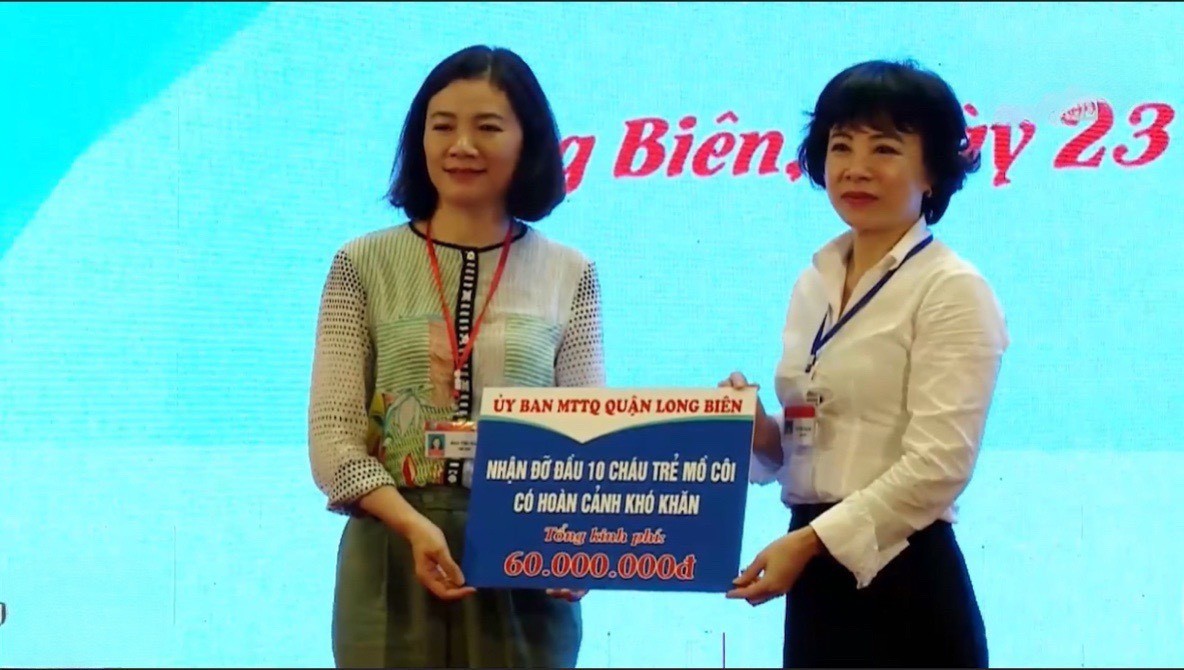 g Biên, ngày 23
ỦY BAN MTTQ QUẬN LONG BIÊN
NHẬN ĐỠ ĐẦU 10 CHÁU TRẺ MỒ CÔI
CÓ HOÀN CẢNH KHÓ KHĂN
Tổng kinh phí:
60.000.000đ